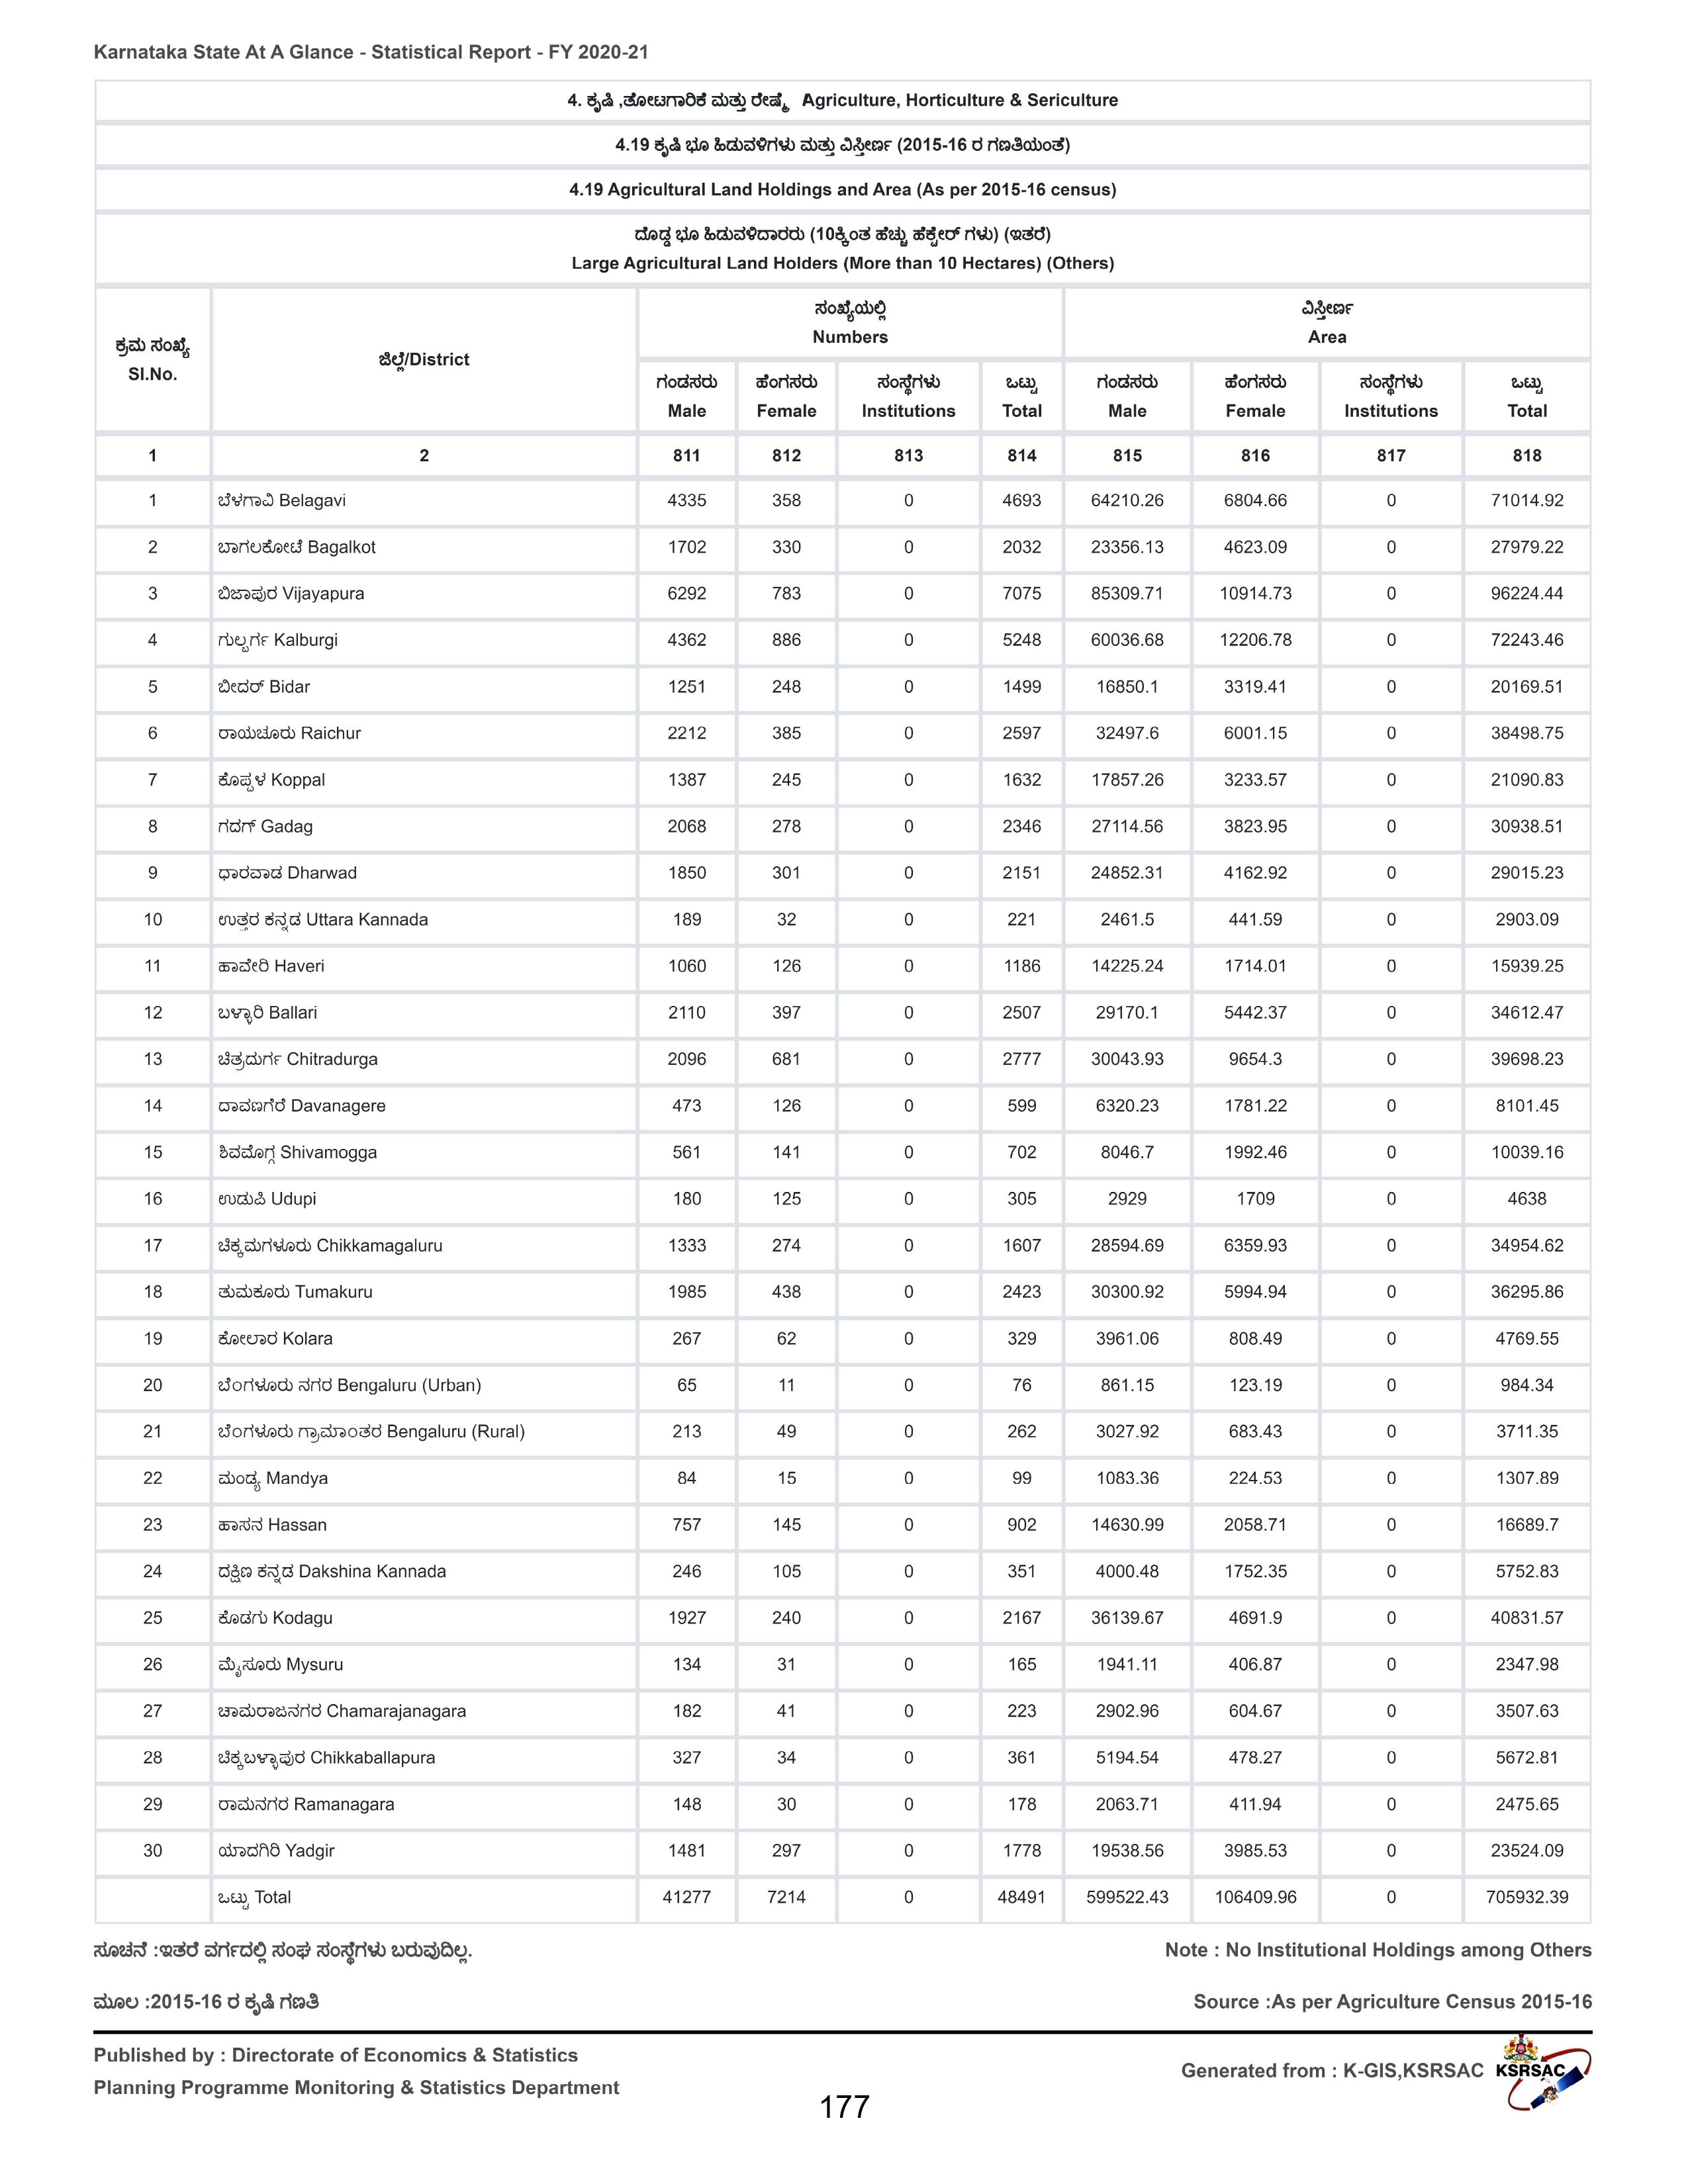 Karnataka State At A Glance - Statistical Report - FY 2020-21
4. ಕೃಷಿ ,ತೋಟಗಾರಿಕೆ ಮತ್ತು ರೇಷ್ಮೆ Agriculture, Horticulture & Sericulture
4.19 ಕೃಷಿ ಭೂ ಹಿಡುವಳಿಗಳು ಮತ್ತು ವಿಸ್ತೀರ್ಣ (2015-16 ರ ಗಣತಿಯಂತೆ)
4.19 Agricultural Land Holdings and Area (As per 2015-16 census)
ದೊಡ್ಡ ಭೂ ಹಿಡುವಳಿದಾರರು (10ಕ್ಕಿಂತ ಹೆಚ್ಚು ಹೆಕ್ಟೇರ್ ಗಳು) (ಇತರೆ)
Large Agricultural Land Holders (More than 10 Hectares) (Others)
ಕ್ರಮ ಸಂಖ್ಯೆ Sl.No. ಜಿಲ್ಲೆ/District ಸಂಖ್ಯೆಯಲ್ಲಿ Numbers ವಿಸ್ತೀರ್ಣ Area
ಗಂಡಸರು ಹೆಂಗಸರು ಸಂಸ್ಥೆಗಳು ಒಟ್ಟು ಗಂಡಸರು ಹೆಂಗಸರು ಸಂಸ್ಥೆಗಳು ಒಟ್ಟು
Male Female Institutions Total Male Female Institutions Total
1 2 811 812 813 814 815 816 817 818
1 ಬೆಳಗಾವಿ Belagavi 4335 358 0 4693 64210.26 6804.66 0 71014.92
2 ಬಾಗಲಕೋಟೆ Bagalkot 1702 330 0 2032 23356.13 4623.09 0 27979.22
3 ಬಿಜಾಪುರ Vijayapura 6292 783 0 7075 85309.71 10914.73 0 96224.44
4 ಗುಲ್ಬರ್ಗ Kalburgi 4362 886 0 5248 60036.68 12206.78 0 72243.46
5 ಬೀದರ್ Bidar 1251 248 0 1499 16850.1 3319.41 0 20169.51
6 ರಾಯಚೂರು Raichur 2212 385 0 2597 32497.6 6001.15 0 38498.75
7 ಕೊಪ್ಪಳ Koppal 1387 245 0 1632 17857.26 3233.57 0 21090.83
8 ಗದಗ್ Gadag 2068 278 0 2346 27114.56 3823.95 0 30938.51
9 ಧಾರವಾಡ Dharwad 1850 301 0 2151 24852.31 4162.92 0 29015.23
10 ಉತ್ತರ ಕನ್ನಡ Uttara Kannada 189 32 0 221 2461.5 441.59 0 2903.09
11 ಹಾವೇರಿ Haveri 1060 126 0 1186 14225.24 1714.01 0 15939.25
12 ಬಳ್ಳಾರಿ Ballari 2110 397 0 2507 29170.1 5442.37 0 34612.47
13 ಚಿತ್ರದುರ್ಗ Chitradurga 2096 681 0 2777 30043.93 9654.3 0 39698.23
14 ದಾವಣಗೆರೆ Davanagere 473 126 0 599 6320.23 1781.22 0 8101.45
15 ಶಿವಮೊಗ್ಗ Shivamogga 561 141 0 702 8046.7 1992.46 0 10039.16
16 ಉಡುಪಿ Udupi 180 125 0 305 2929 1709 0 4638
17 ಚಿಕ್ಕಮಗಳೂರು Chikkamagaluru 1333 274 0 1607 28594.69 6359.93 0 34954.62
18 ತುಮಕೂರು Tumakuru 1985 438 0 2423 30300.92 5994.94 0 36295.86
19 ಕೋಲಾರ Kolara 267 62 0 329 3961.06 808.49 0 4769.55
20 ಬೆಂಗಳೂರು ನಗರ Bengaluru (Urban) 65 11 0 76 861.15 123.19 0 984.34
21 ಬೆಂಗಳೂರು ಗ್ರಾಮಾಂತರ Bengaluru (Rural) 213 49 0 262 3027.92 683.43 0 3711.35
22 ಮಂಡ್ಯ Mandya 84 15 0 99 1083.36 224.53 0 1307.89
23 ಹಾಸನ Hassan 757 145 0 902 14630.99 2058.71 0 16689.7
24 ದಕ್ಷಿಣ ಕನ್ನಡ Dakshina Kannada 246 105 0 351 4000.48 1752.35 0 5752.83
25 ಕೊಡಗು Kodagu 1927 240 0 2167 36139.67 4691.9 0 40831.57
26 ಮೈಸೂರು Mysuru 134 31 0 165 1941.11 406.87 0 2347.98
27 ಚಾಮರಾಜನಗರ Chamarajanagara 182 41 0 223 2902.96 604.67 0 3507.63
28 ಚಿಕ್ಕಬಳ್ಳಾಪುರ Chikkaballapura 327 34 0 361 5194.54 478.27 0 5672.81
29 ರಾಮನಗರ Ramanagara 148 30 0 178 2063.71 411.94 0 2475.65
30 ಯಾದಗಿರಿ Yadgir 1481 297 0 1778 19538.56 3985.53 0 23524.09
ಒಟ್ಟು Total 41277 7214 0 48491 599522.43 106409.96 0 705932.39
ಸೂಚನೆ :ಇತರೆ ವರ್ಗದಲ್ಲಿ ಸಂಘ ಸಂಸ್ಥೆಗಳು ಬರುವುದಿಲ್ಲ. Note : No Institutional Holdings among Others
ಮೂಲ :2015-16 ರ ಕೃಷಿ ಗಣತಿ Source :As per Agriculture Census 2015-16
Published by : Directorate of Economics & Statistics
Planning Programme Monitoring & Statistics Department
Generated from : K-GIS,KSRSAC KSRSAC
177